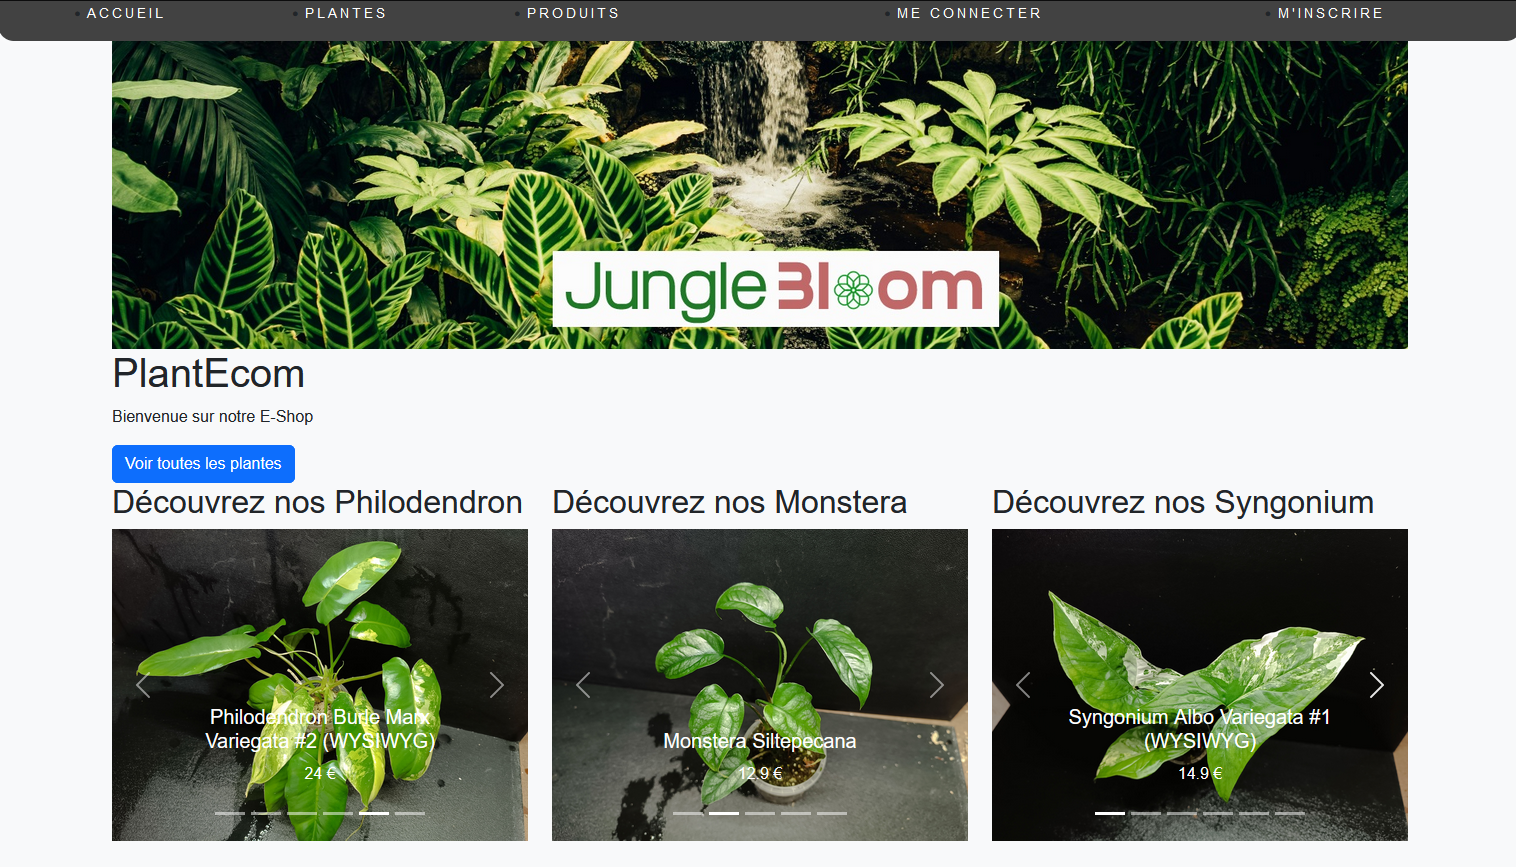 ACCUEIL PLANTES PRODUITS ME CONNECTER M'INSCRIRE
Jungle Bloom
PlantEcom
Bienvenue sur notre E-Shop
Voir toutes les plantes
Découvrez nos Philodendron
Philodendron Burle Marx
Variegata #2 (WYSIWYG)
24 €
Découvrez nos Monstera
Monstera Siltepecana
12.9 €
Découvrez nos Syngonium
Syngonium Albo Variegata #1
(WYSIWYG)
14.9 €